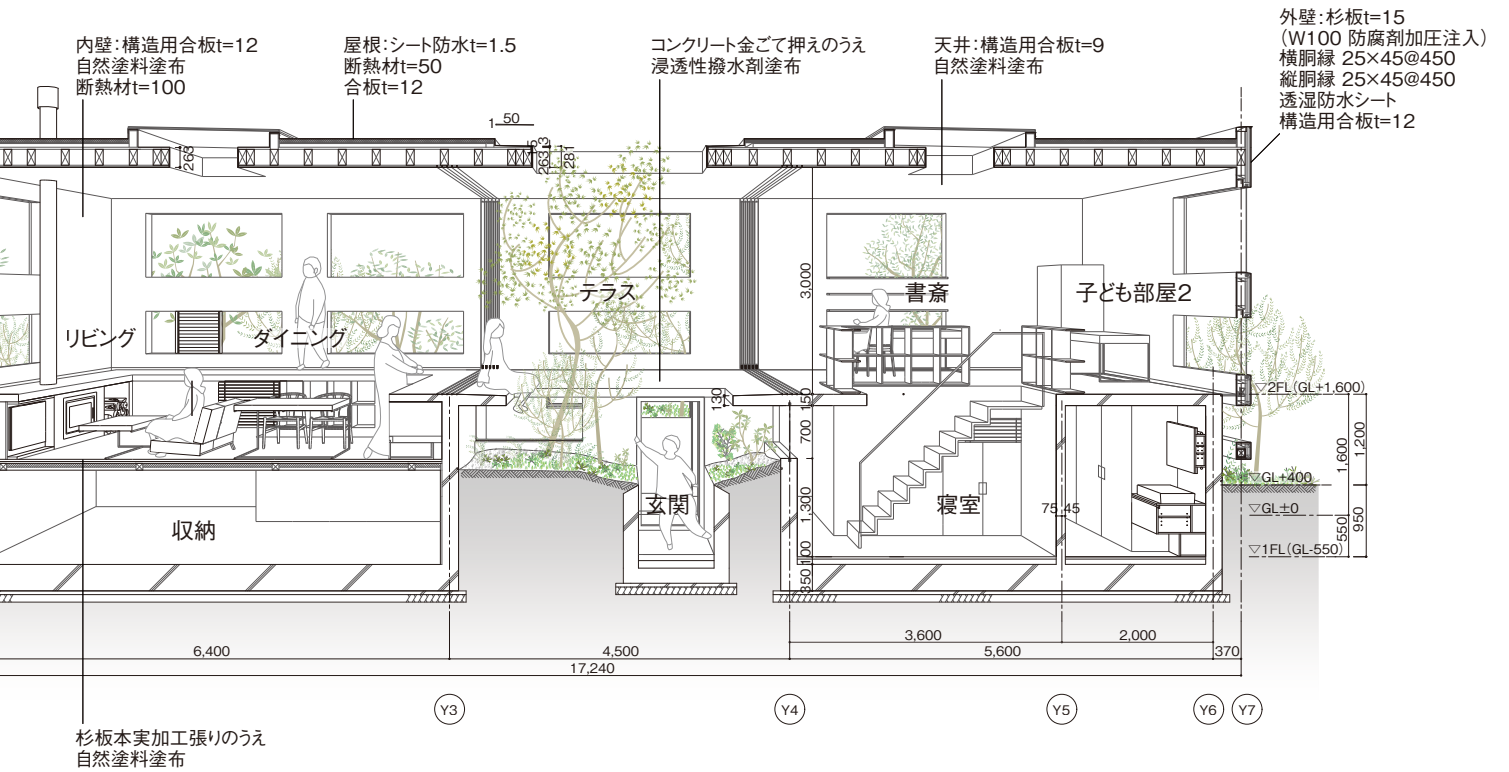 内壁：構造用合板t=12
自然塗料塗布
断熱材t=100
屋根：シート防水t=1.5
断熱材t=50
合板t=12
コンクリート金ごて押えのうえ
浸透性撥水剤塗布
天井：構造用合板t=9
自然塗料塗布
外壁：杉板t=15
（W100 防腐剤加圧注入）
横胴縁 25×45@450
縦胴縁 25×45@450
透湿防水シート
構造用合板t=12
1
50
263
263
13
281
3,000
リビング
ダイニング
テラス
書斎
子ども部屋2
130
150
700
1,300
100
350
収納
玄関
寝室
75
45
▽2FL（GL+1,600）
▽GL+400
▽GL±0
▽1FL（GL-550）
1,600
1,200
550
950
6,400
4,500
3,600
2,000
5,600
370
17,240
Y3
Y4
Y5
Y6
Y7
杉板本実加工張りのうえ
自然塗料塗布